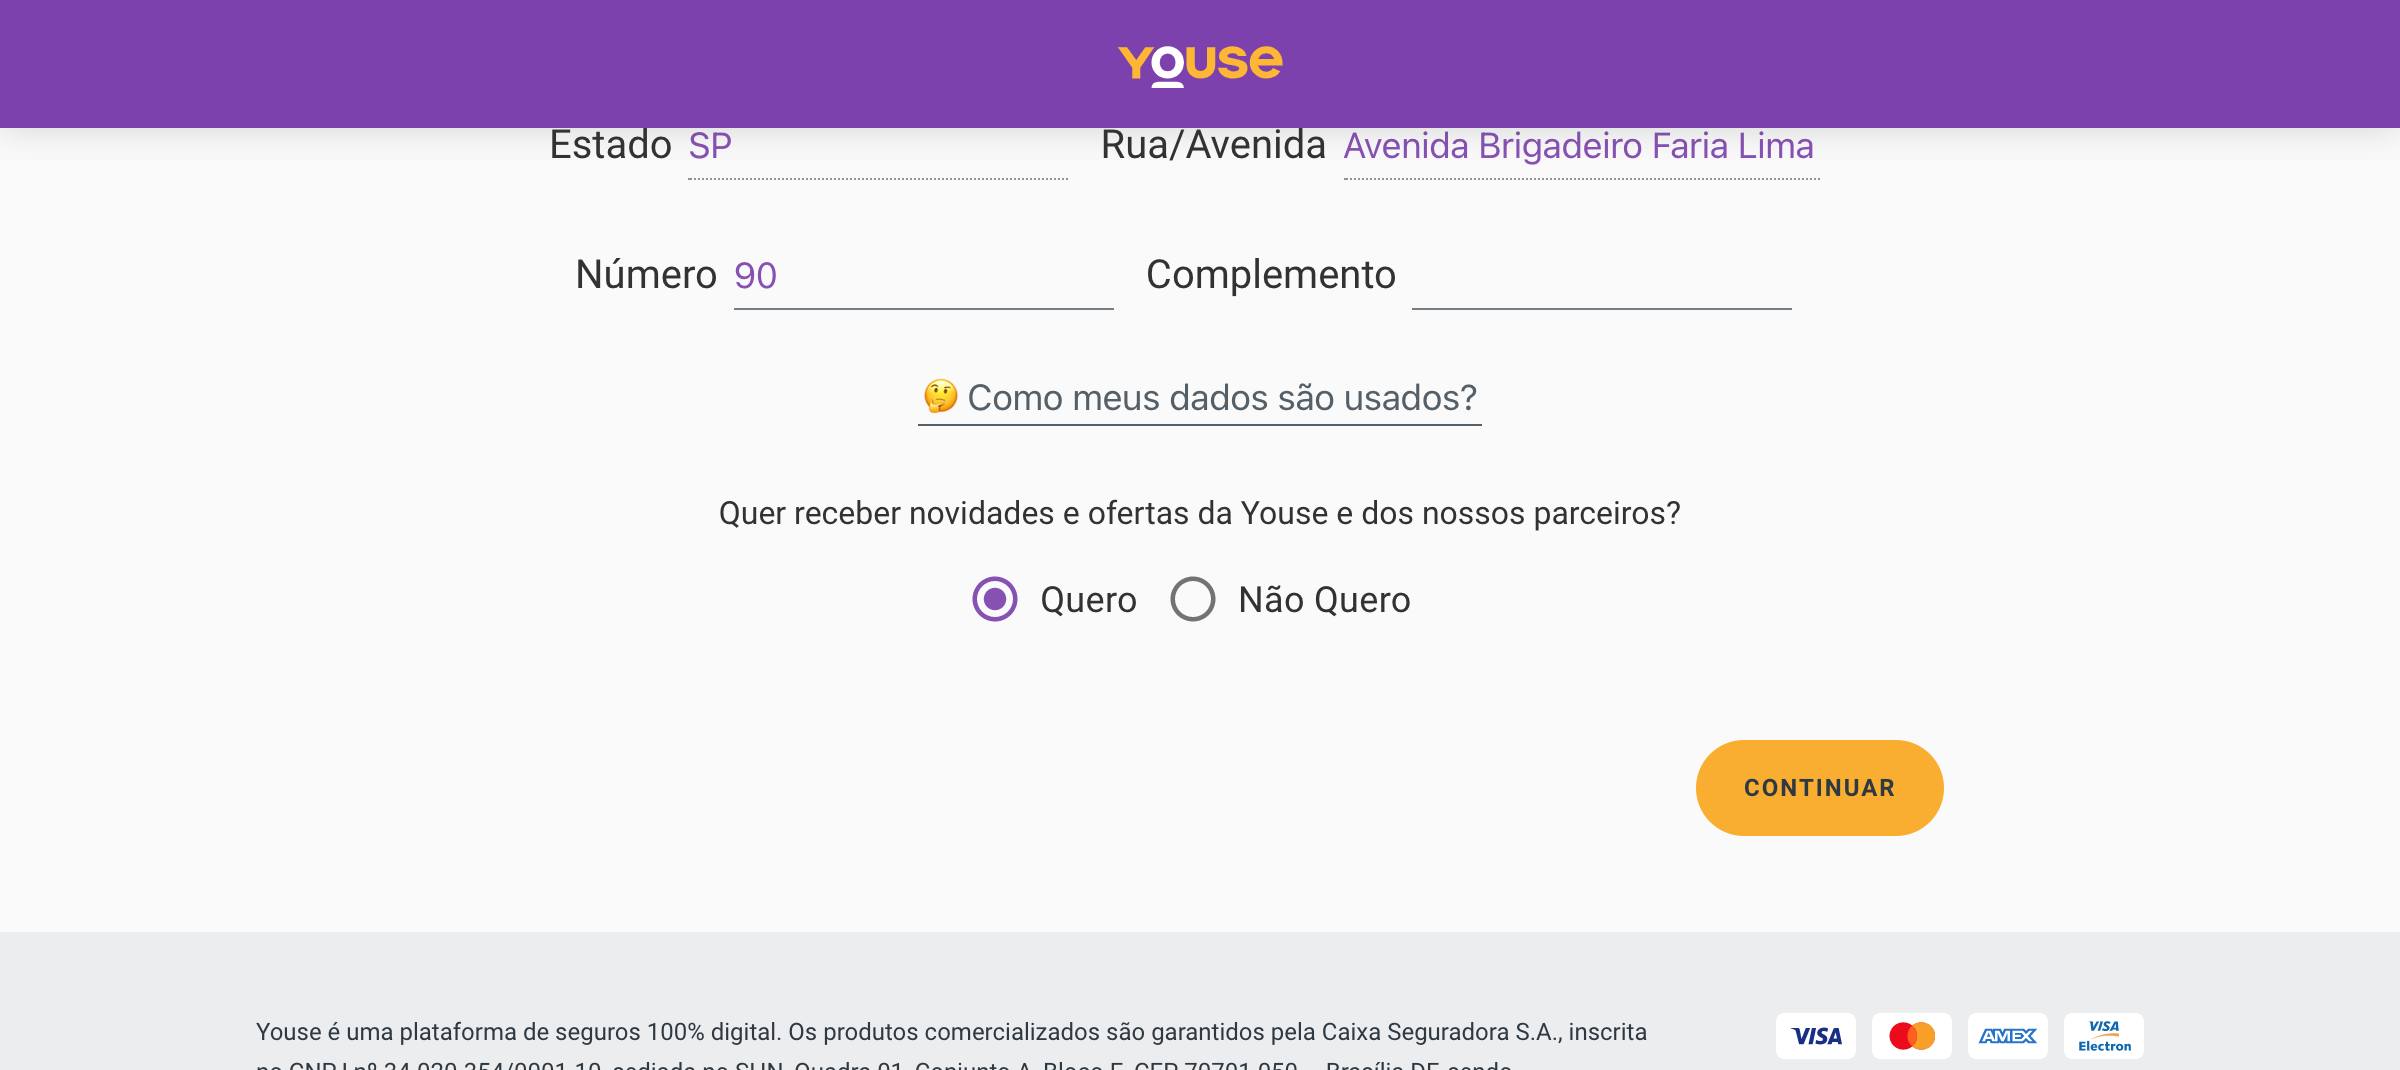 Youse
Estado SP Rua/Avenida Avenida Brigadeiro Faria Lima
Número 90 Complemento
🤔 Como meus dados são usados?
Quer receber novidades e ofertas da Youse e dos nossos parceiros?
Quero Não Quero
CONTINUAR
Youse é uma plataforma de seguros 100% digital. Os produtos comercializados são garantidos pela Caixa Seguradora S.A., inscrita
VISA AMEX VISA Electron